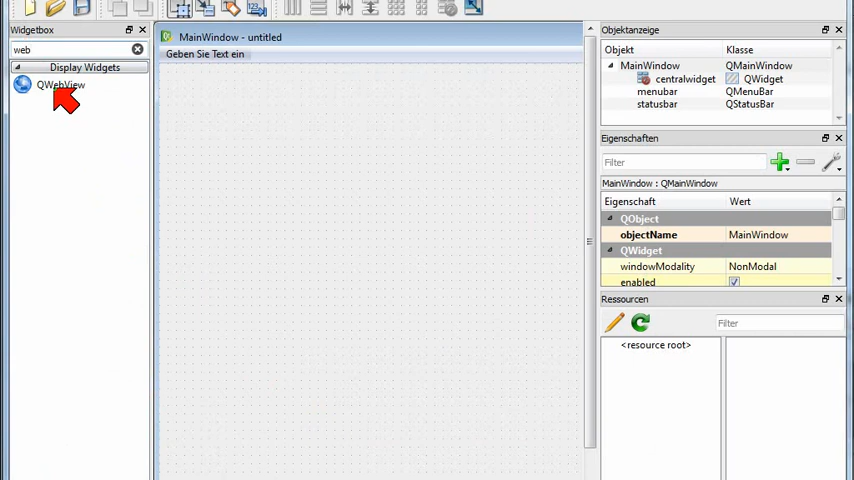 Widgetbox
web
Display Widgets
QWebView
MainWindow - untitled
Geben Sie Text ein
Objektanzeige
Objekt Klasse
MainWindow QMainWindow
centralwidget QWidget
menubar QMenuBar
statusbar QStatusBar
Eigenschaften
Filter
MainWindow : QMainWindow
Eigenschaft Wert
QObject
objectName MainWindow
QWidget
windowModality NonModal
enabled
Ressourcen
Filter
<resource root>